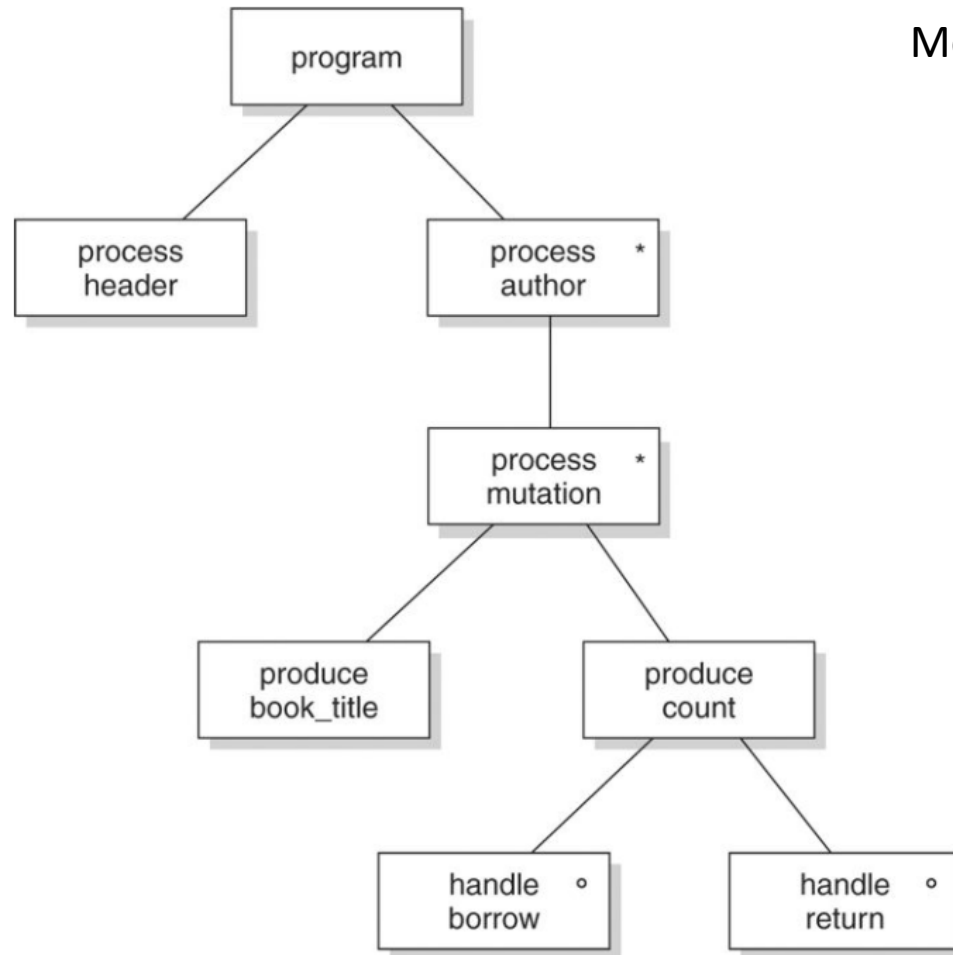 program
process *
header
process
author
process *
mutation
produce
book_title
produce
count
handle
borrow
handle
return